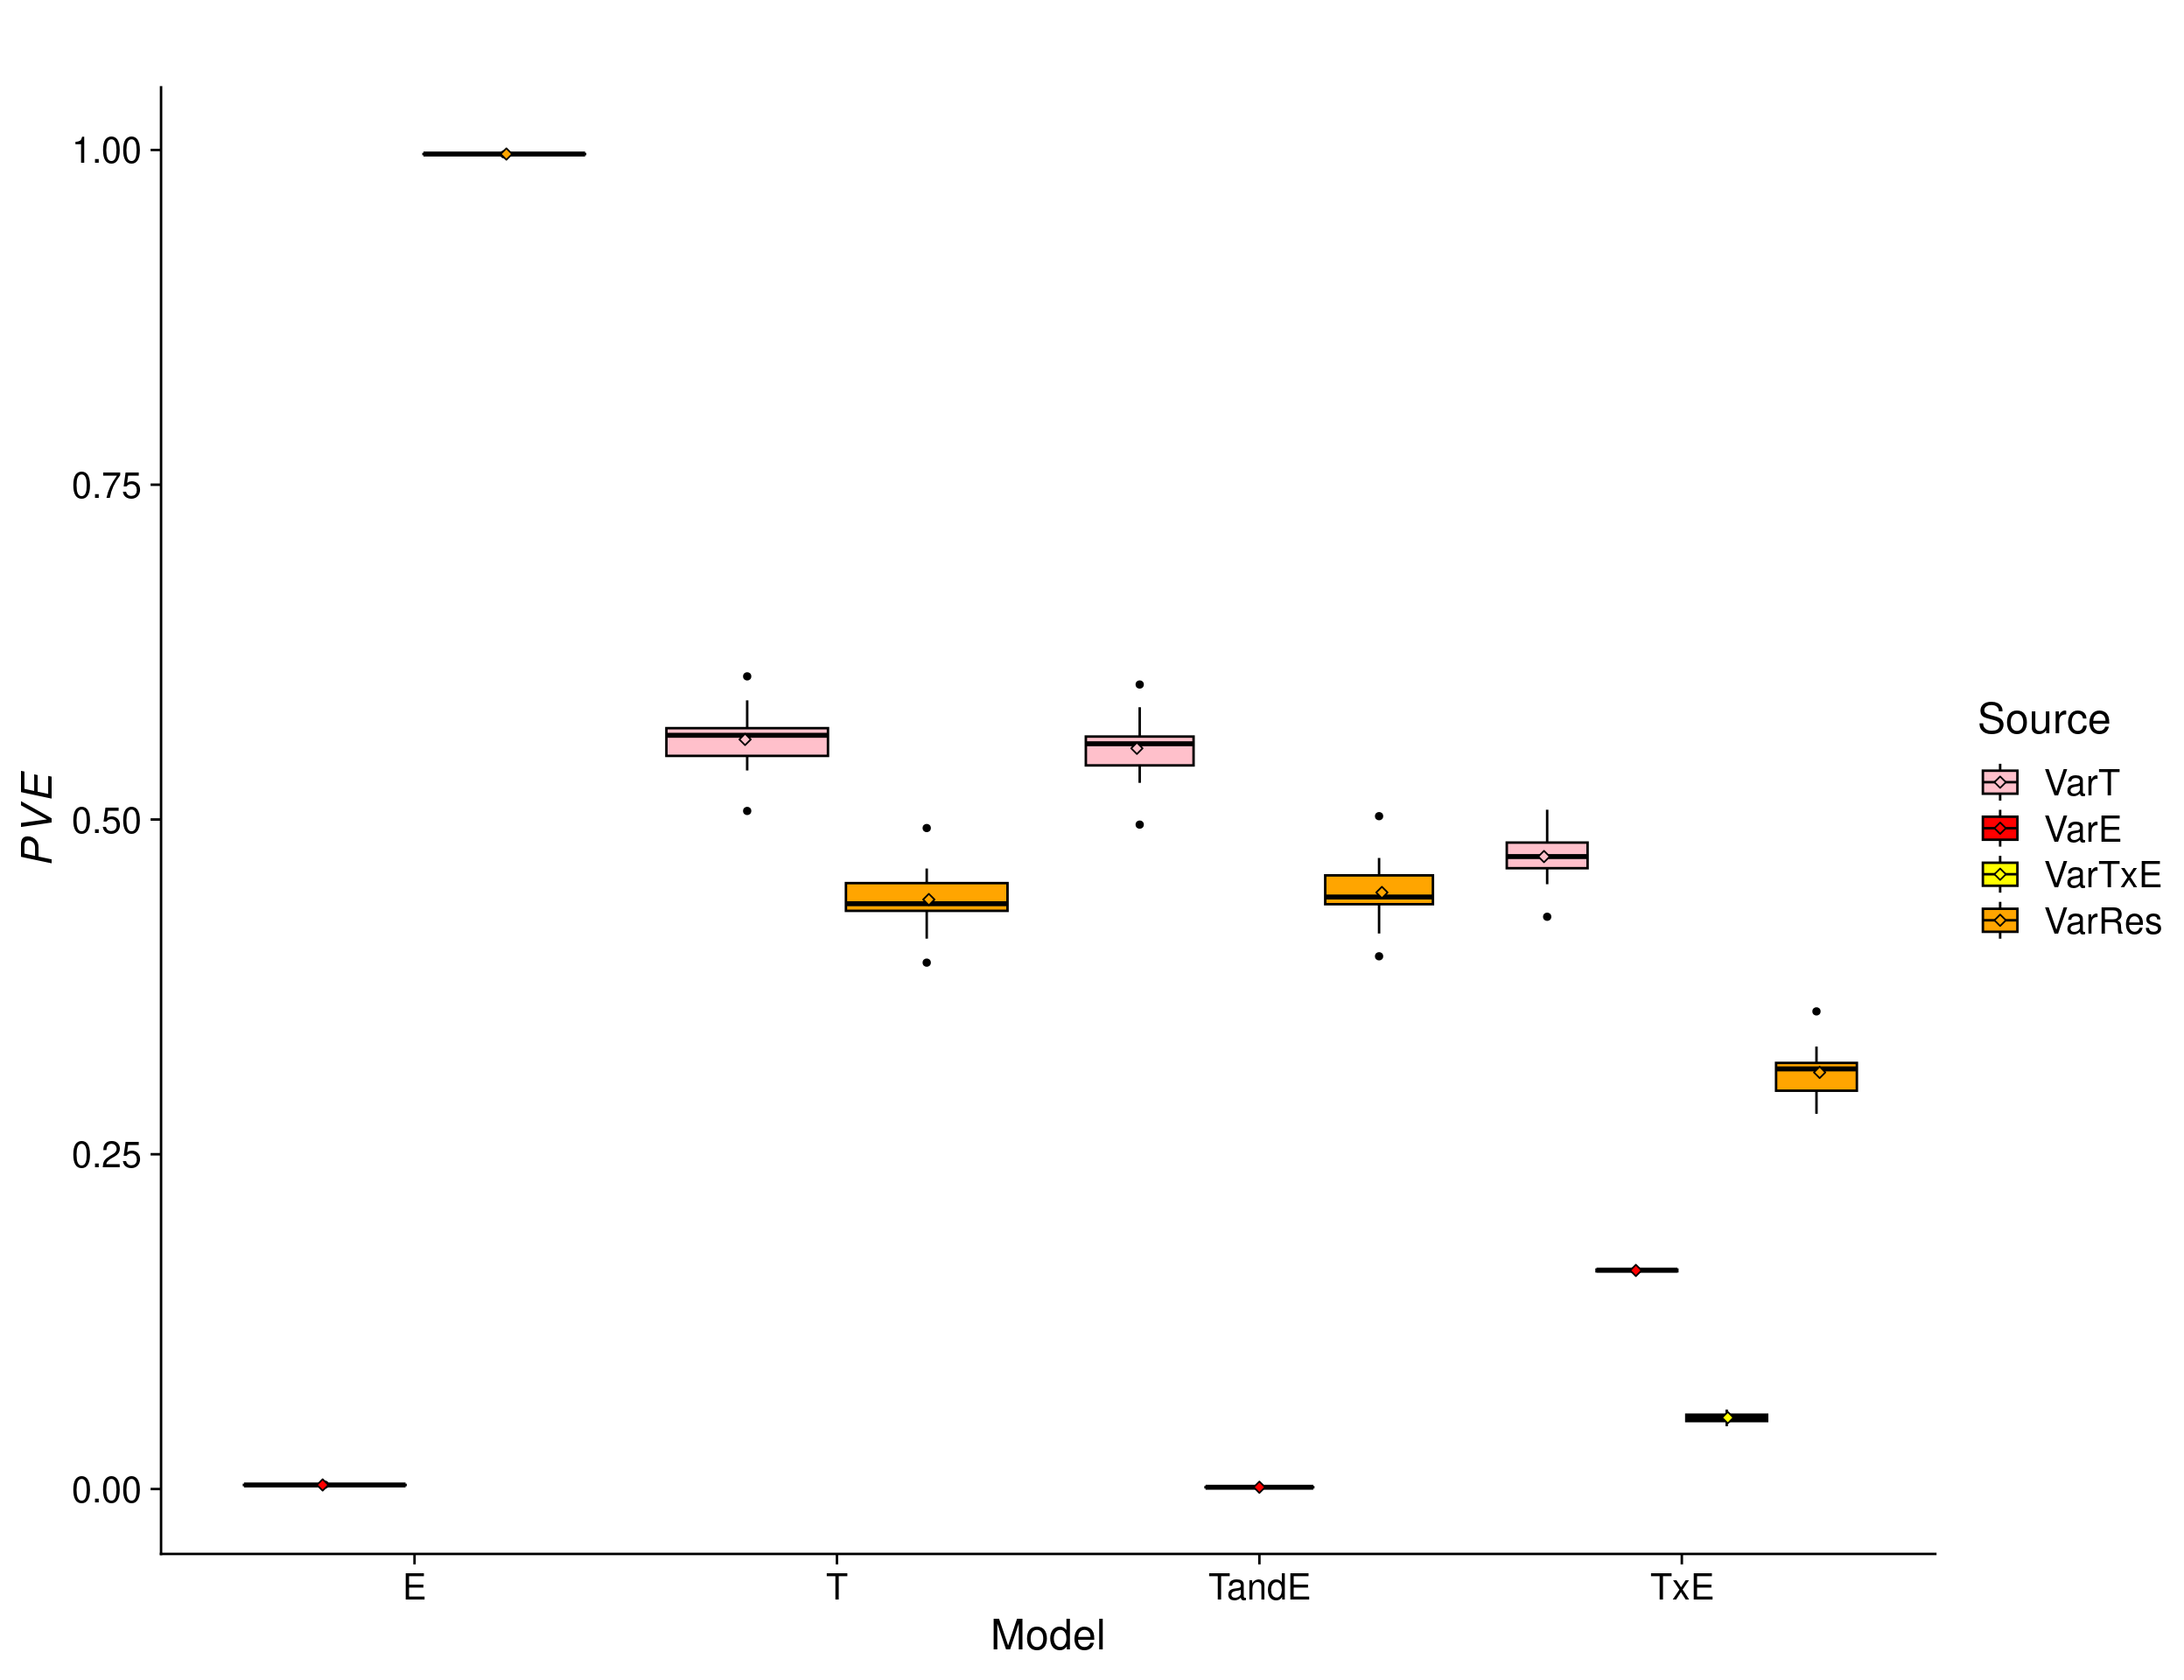 PVE
1.00
0.75
0.50
0.25
0.00
E T TandE TxE
Model
Source
VarT
VarE
VarTxE
VarRes